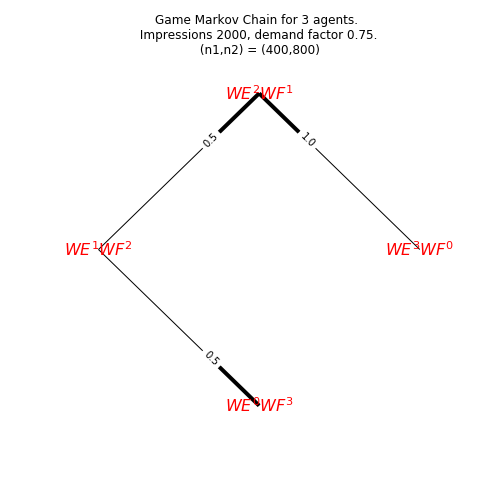 Game Markov Chain for 3 agents.
Impressions 2000, demand factor 0.75.
(n1,n2) = (400,800)
WE²WF¹
0.5
1.0
WE¹WF²
WE³WF⁰
0.5
WE⁰WF³